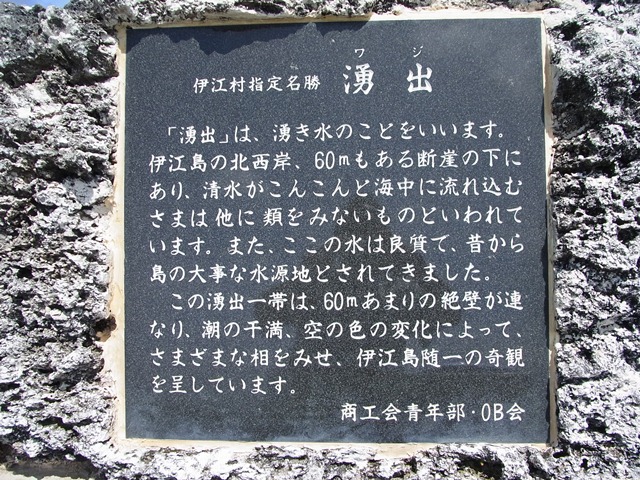 ワジ
伊江村指定名勝 湧出
「湧出」は、湧き水のことをいいます。
伊江島の北西岸、60mもある断崖の下に
あり、清水がこんこんと海中に流れ込む
さまは他に類をみないものといわれて
います。また、ここの水は良質で、昔から
島の大事な水源地とされてきました。
この湧出一帯は、60mあまりの絶壁が連
なり、潮の干満、空の色の変化によって、
さまざまな相をみせ、伊江島随一の奇観
を呈しています。
商工会青年部・OB会